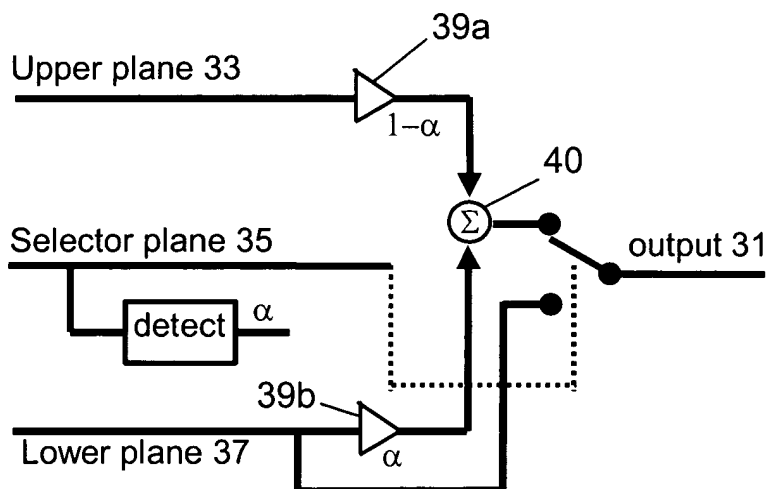 39a
Upper plane 33
1−α
40
Σ
Selector plane 35
output 31
detect
α
39b
Lower plane 37
α